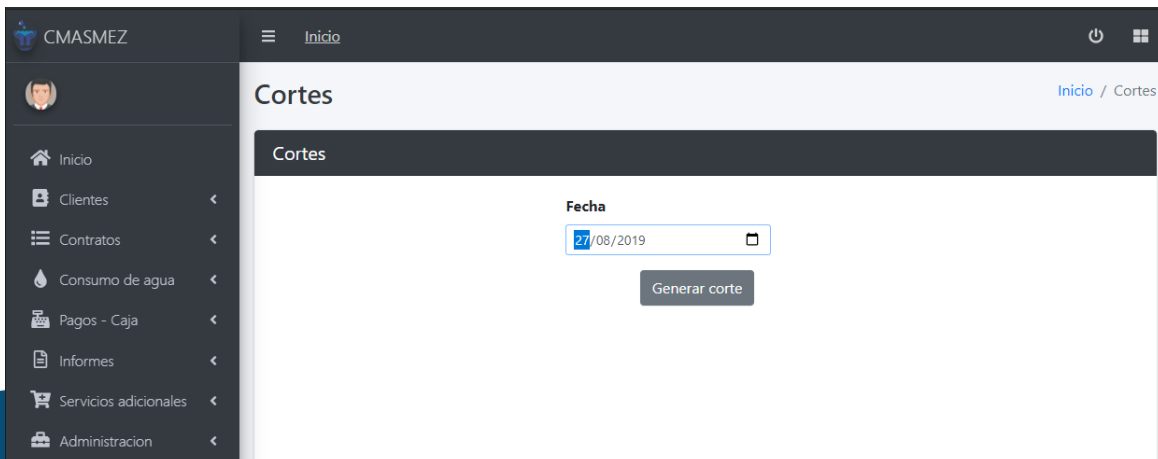 CMASMEZ
Inicio
Cortes
Inicio / Cortes
Inicio
Clientes
Contratos
Consumo de agua
Pagos - Caja
Informes
Servicios adicionales
Administracion
Cortes
Fecha
27/08/2019
Generar corte